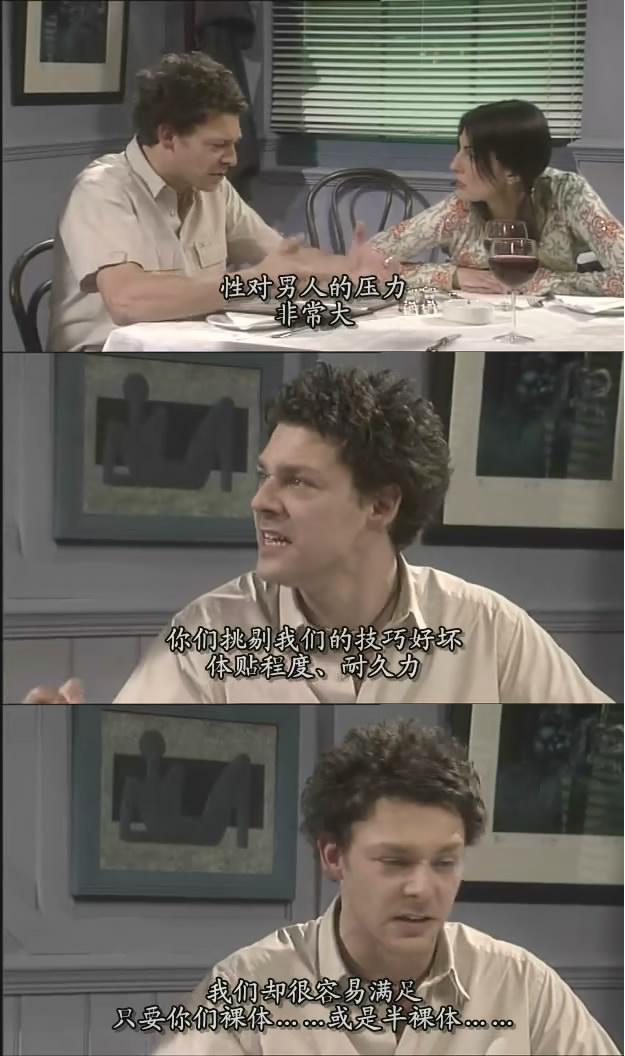 性对男人的压力
非常大
你们挑剔我们的技巧好坏
体贴程度、耐久力
我们却很容易满足
只要你们裸体……或是半裸体……